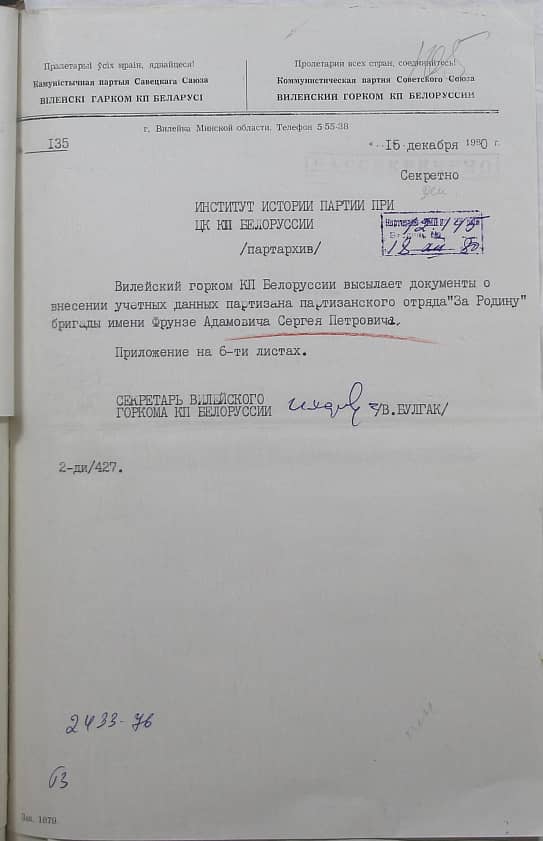 405
Пралетарыі ўсіх краін, яднайцеся!
Камуністычная партыя Савецкага Саюза
ВІЛЕЙСКІ ГАРКОМ КП БЕЛАРУСІ
Пролетарии всех стран, соединяйтесь!
Коммунистическая партия Советского Союза
ВИЛЕЙСКИЙ ГОРКОМ КП БЕЛОРУССИИ
г. Вилейка Минской области. Телефон 5-55-38
135
15 декабря 1980 г.
Секретно
ИНСТИТУТ ИСТОРИИ ПАРТИИ ПРИ
ЦК КП БЕЛОРУССИИ
/партархив/
18 80
Вилейский горком КП Белоруссии высылает документы о
внесении учетных данных партизана партизанского отряда"За Родину"
бригады имени Фрунзе Адамовича Сергея Петровича.
Приложение на 6-ти листах.
СЕКРЕТАРЬ ВИЛЕЙСКОГО
ГОРКОМА КП БЕЛОРУССИИ
/В.БУЛГАК/
2-ди/427.
2433-76
63
Зак. 1879